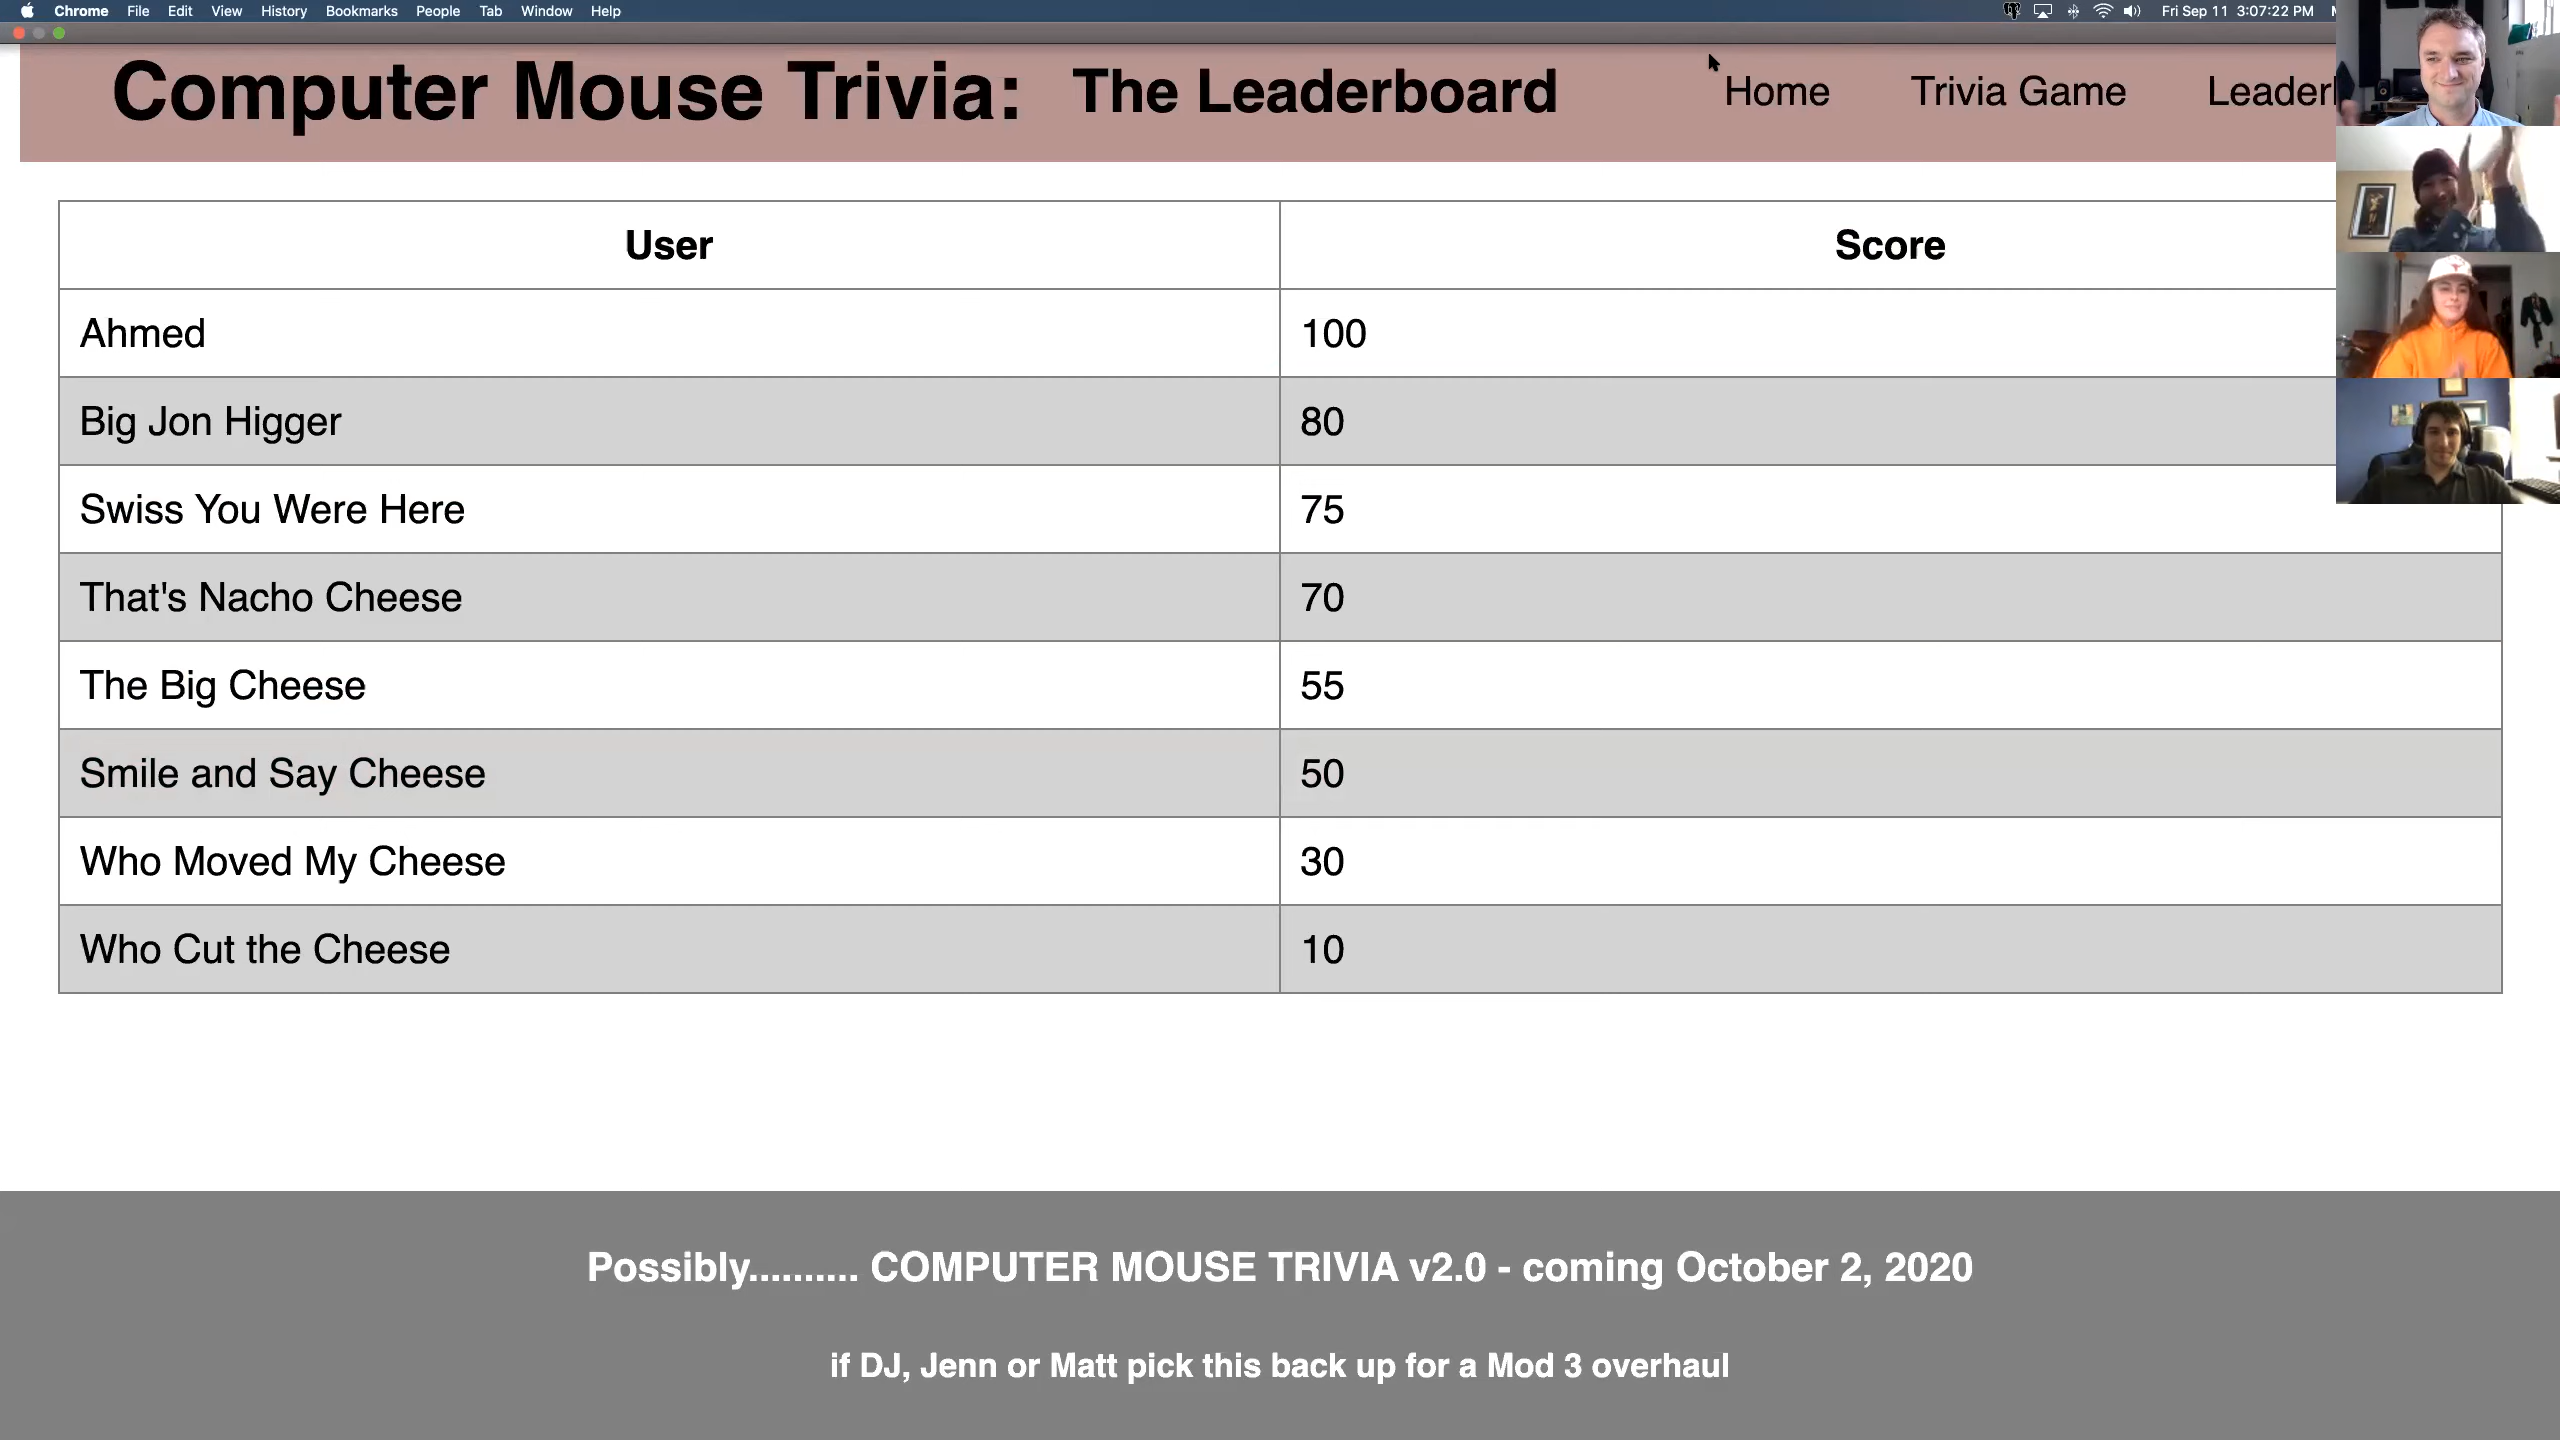 Chrome File Edit View History Bookmarks People Tab Window Help Fri Sep 11 3:07:22 PM
Computer Mouse Trivia: The Leaderboard Home Trivia Game
User Score
Ahmed 100
Big Jon Higger 80
Swiss You Were Here 75
That's Nacho Cheese 70
The Big Cheese 55
Smile and Say Cheese 50
Who Moved My Cheese 30
Who Cut the Cheese 10
Possibly.......... COMPUTER MOUSE TRIVIA v2.0 - coming October 2, 2020
if DJ, Jenn or Matt pick this back up for a Mod 3 overhaul